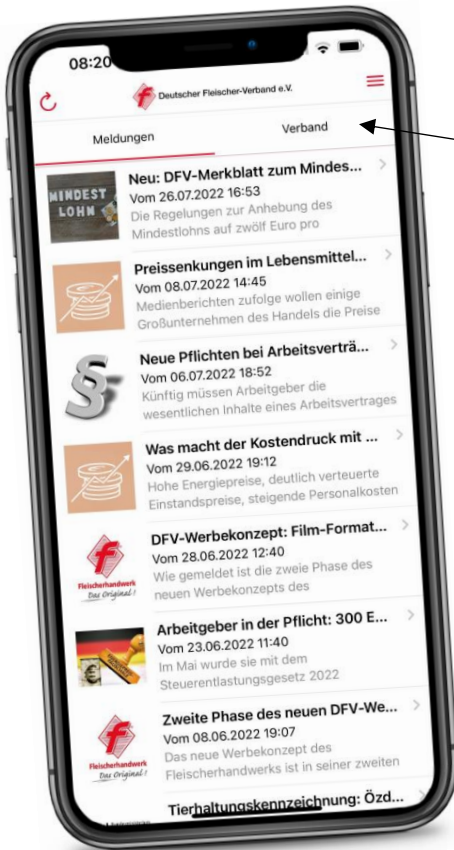 08:20
Deutscher Fleischer-Verband e.V.
Meldungen
Verband
MINDEST
LOHN
Neu: DFV-Merkblatt zum Mindes...
Vom 26.07.2022 16:53
Die Regelungen zur Anhebung des
Mindestlohns auf zwölf Euro pro
Preissenkungen im Lebensmittel...
Vom 08.07.2022 14:45
Medienberichten zufolge wollen einige
Großunternehmen des Handels die Preise
§
Neue Pflichten bei Arbeitsverträ...
Vom 06.07.2022 18:52
Künftig müssen Arbeitgeber die
wesentlichen Inhalte eines Arbeitsvertrages
Was macht der Kostendruck mit ...
Vom 29.06.2022 19:12
Hohe Energiepreise, deutlich verteuerte
Einstandspreise, steigende Personalkosten
f
Fleischerhandwerk
Das Original!
DFV-Werbekonzept: Film-Format...
Vom 28.06.2022 12:40
Wie gemeldet ist die zweie Phase des
neuen Werbekonzepts des
Arbeitgeber in der Pflicht: 300 E...
Vom 23.06.2022 11:40
Im Mai wurde sie mit dem
Steuerentlastungsgesetz 2022
f
Fleischerhandwerk
Das Original!
Zweite Phase des neuen DFV-We...
Vom 08.06.2022 19:07
Das neue Werbekonzept des
Fleischerhandwerks ist in seiner zweiten
Tierhaltungskennzeichnung: Özd...